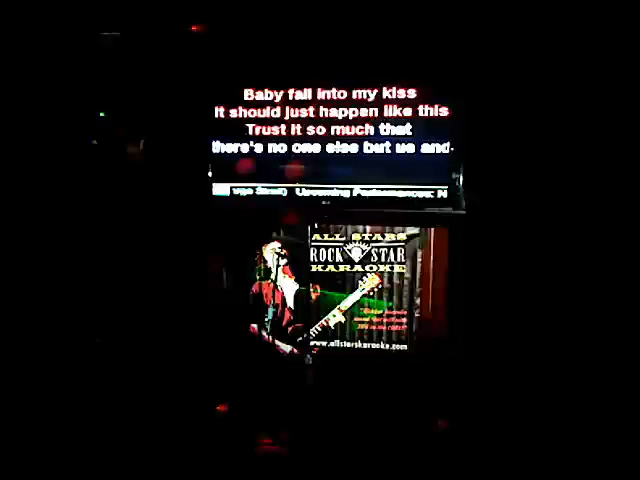 Baby fall into my kiss
It should just happen like this
Trust it so much that
there's no one else but us and
Upcoming Performances: N
ALL STARS
ROCK STAR
KARAOKE
www.allstarskaraoke.com